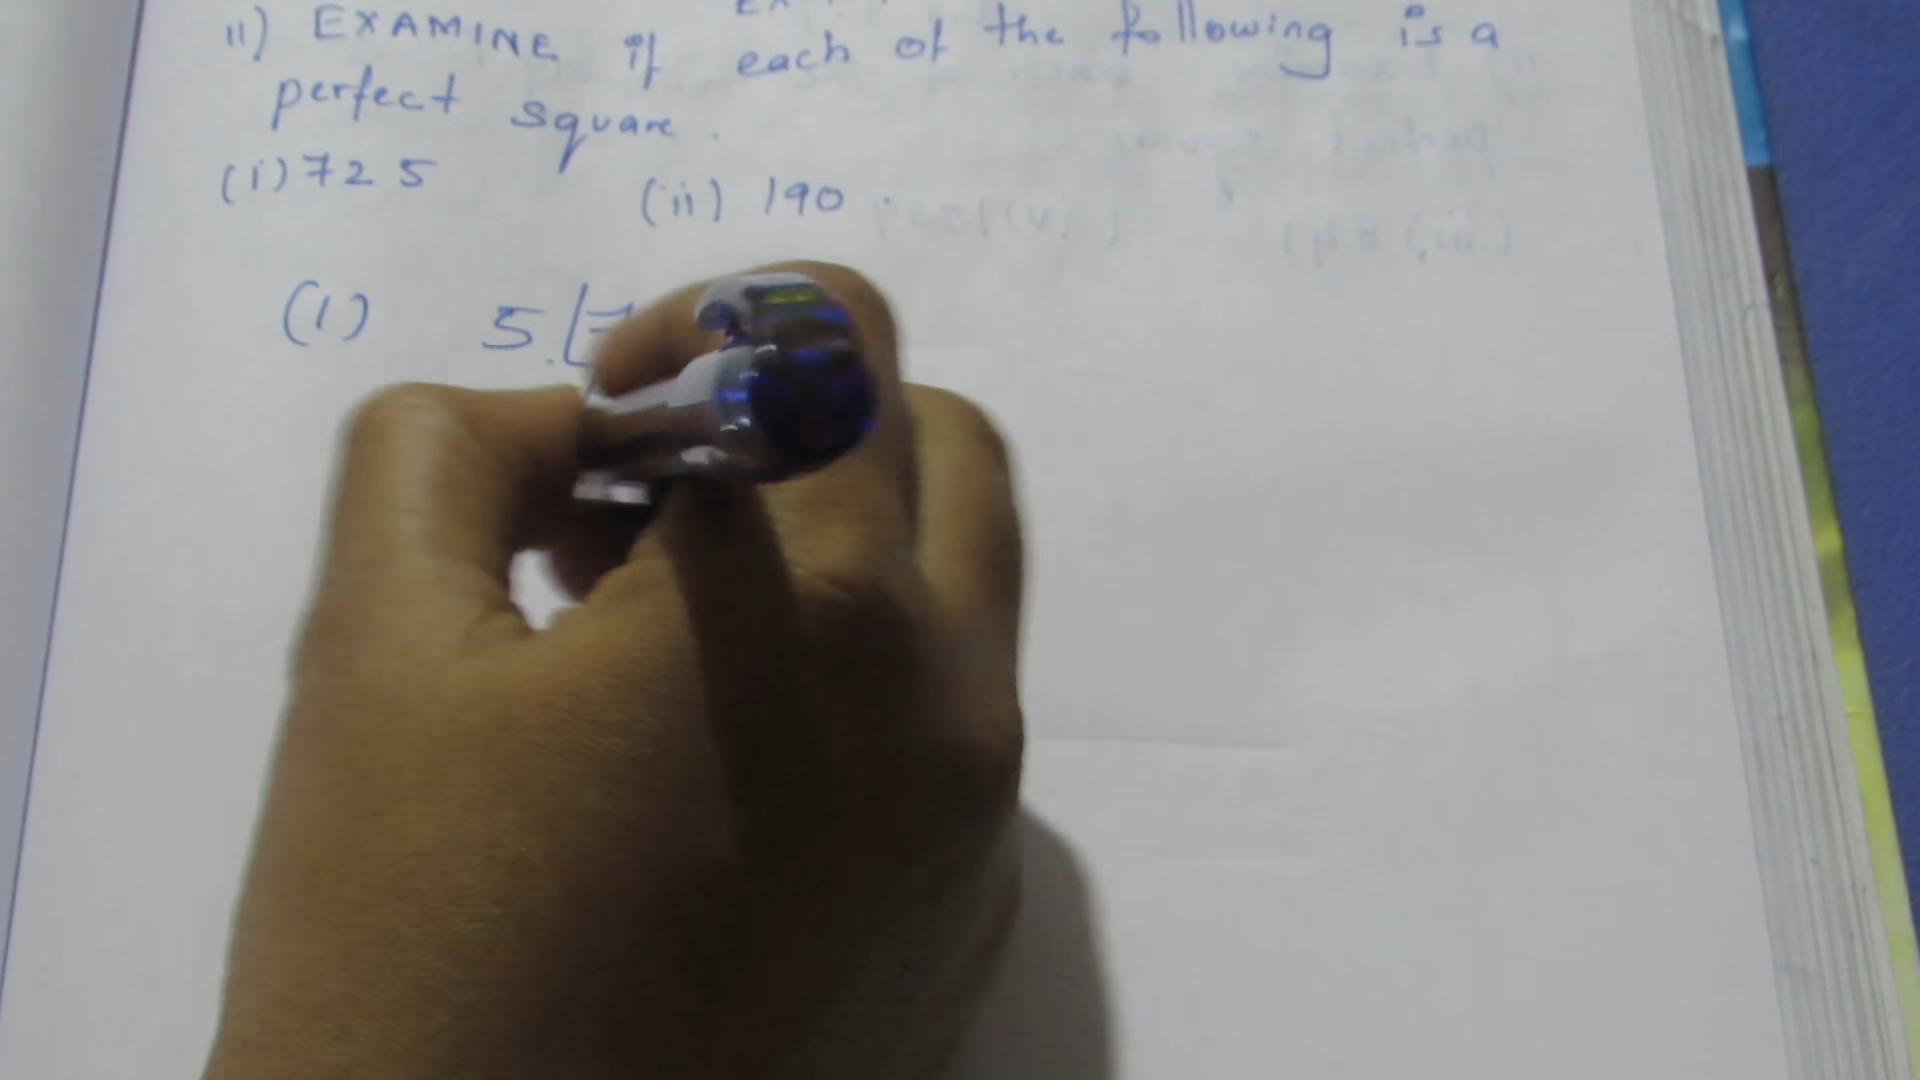 11) EXAMINE if each of the following is a
perfect square.
(i) 725 (ii) 190.
(1) 5